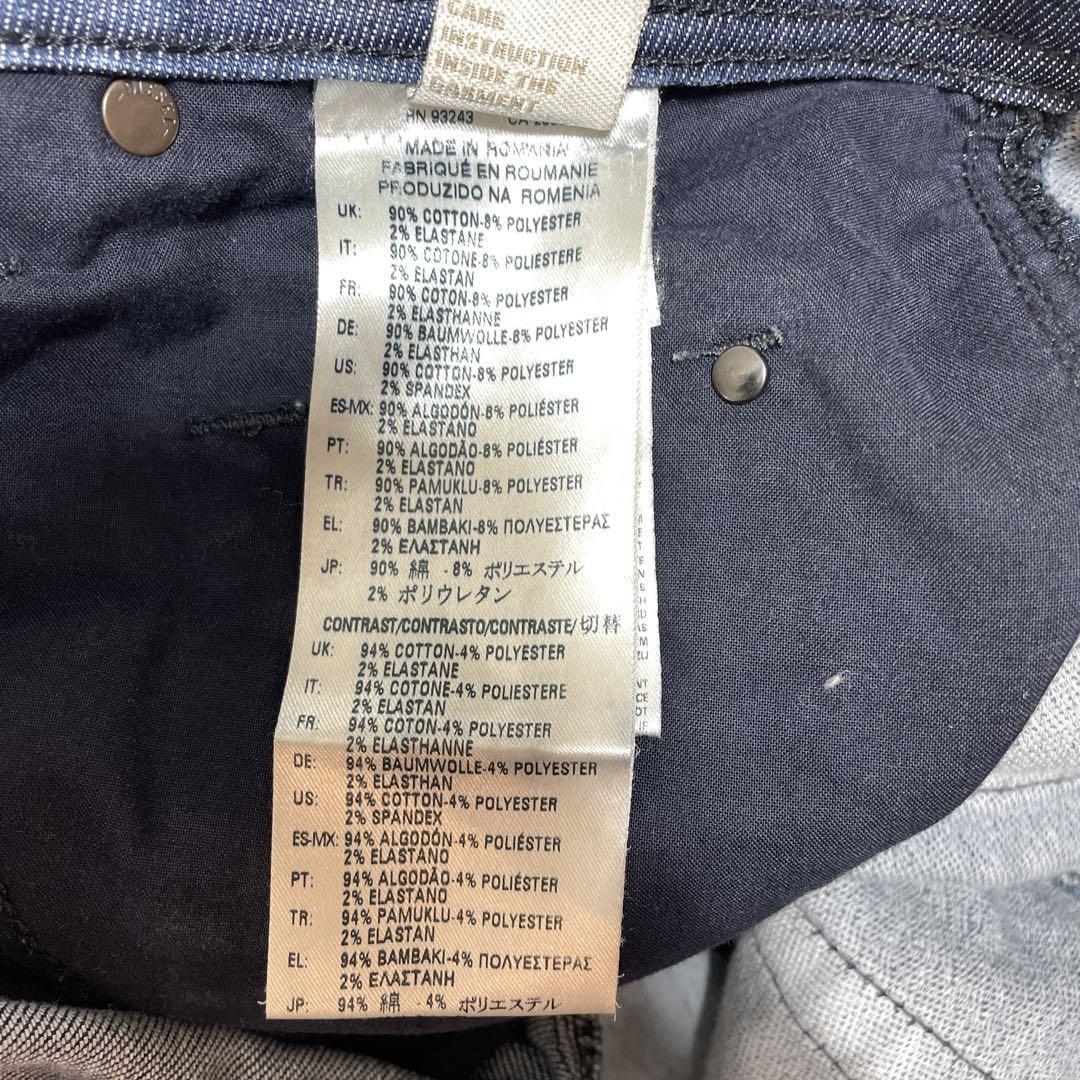 CARE
INSTRUCTION
INSIDE THE
GARMENT
RN 93243
MADE IN ROMANIA
FABRIQUÉ EN ROUMANIE
PRODUZIDO NA ROMENIA
UK: 90% COTTON-8% POLYESTER
2% ELASTANE
IT: 90% COTONE-8% POLIESTERE
2% ELASTAN
FR: 90% COTON-8% POLYESTER
2% ELASTHANNE
DE: 90% BAUMWOLLE-8% POLYESTER
2% ELASTHAN
US: 90% COTTON-8% POLYESTER
2% SPANDEX
ES-MX: 90% ALGODÓN-8% POLIÉSTER
2% ELASTANO
PT: 90% ALGODÃO-8% POLIÉSTER
2% ELASTANO
TR: 90% PAMUKLU-8% POLYESTER
2% ELASTAN
EL: 90% BAMBAKI-8% ΠΟΛΥΕΣΤΕΡΑΣ
2% ΕΛΑΣΤΑΝΗ
JP: 90% 綿 -8% ポリエステル
2% ポリウレタン
CONTRAST/CONTRASTO/CONTRASTE/切替
UK: 94% COTTON-4% POLYESTER
2% ELASTANE
IT: 94% COTONE-4% POLIESTERE
2% ELASTAN
FR: 94% COTON-4% POLYESTER
2% ELASTHANNE
DE: 94% BAUMWOLLE-4% POLYESTER
2% ELASTHAN
US: 94% COTTON-4% POLYESTER
2% SPANDEX
ES-MX: 94% ALGODÓN-4% POLIÉSTER
2% ELASTANO
PT: 94% ALGODÃO-4% POLIÉSTER
2% ELASTANO
TR: 94% PAMUKLU-4% POLYESTER
2% ELASTAN
EL: 94% BAMBAKI-4% ΠΟΛΥΕΣΤΕΡΑΣ
2% ΕΛΑΣΤΑΝΗ
JP: 94% 綿 -4% ポリエステル